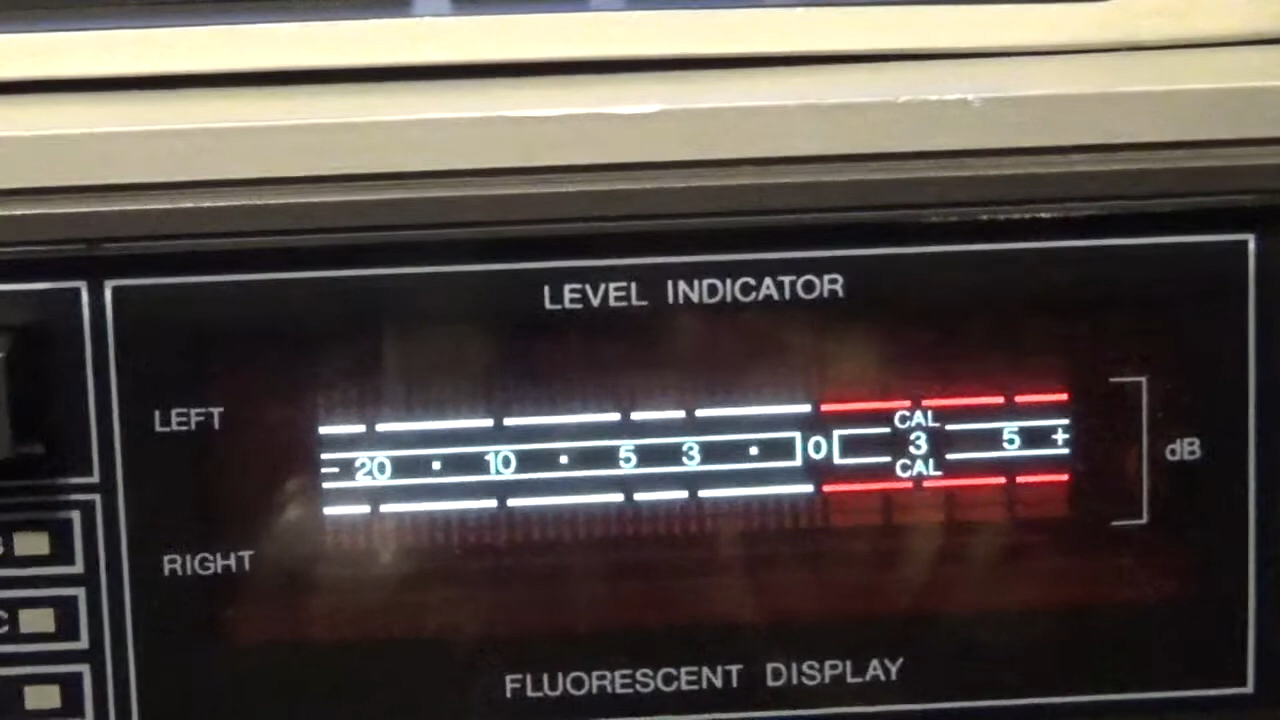 LEVEL INDICATOR
LEFT
CAL
- 20 · 10 · 5 3 · 0 3 5 +
CAL
dB
RIGHT
C
FLUORESCENT DISPLAY